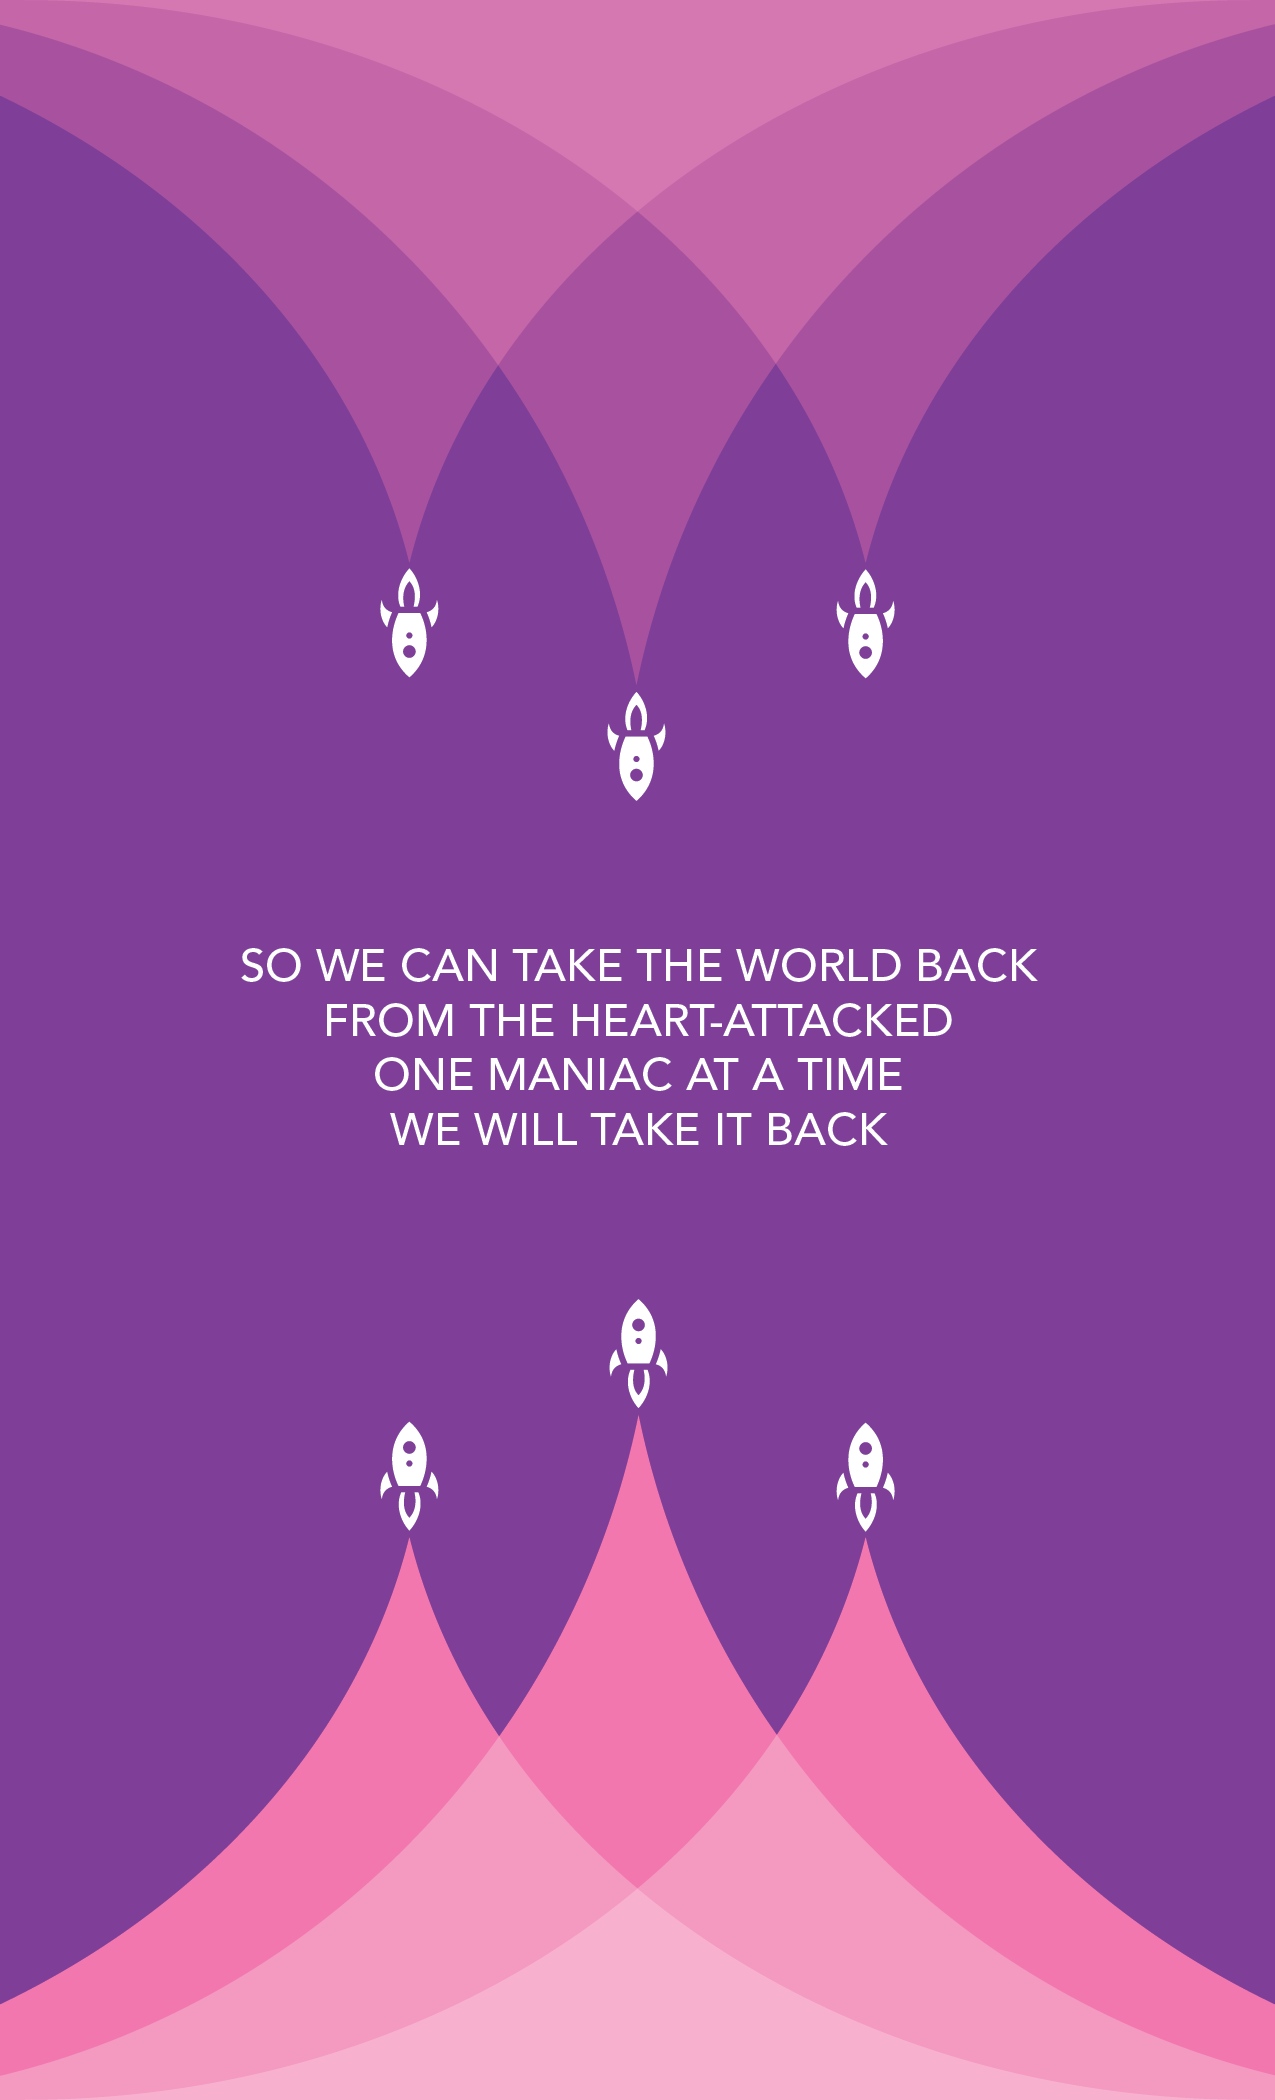 SO WE CAN TAKE THE WORLD BACK
FROM THE HEART-ATTACKED
ONE MANIAC AT A TIME
WE WILL TAKE IT BACK